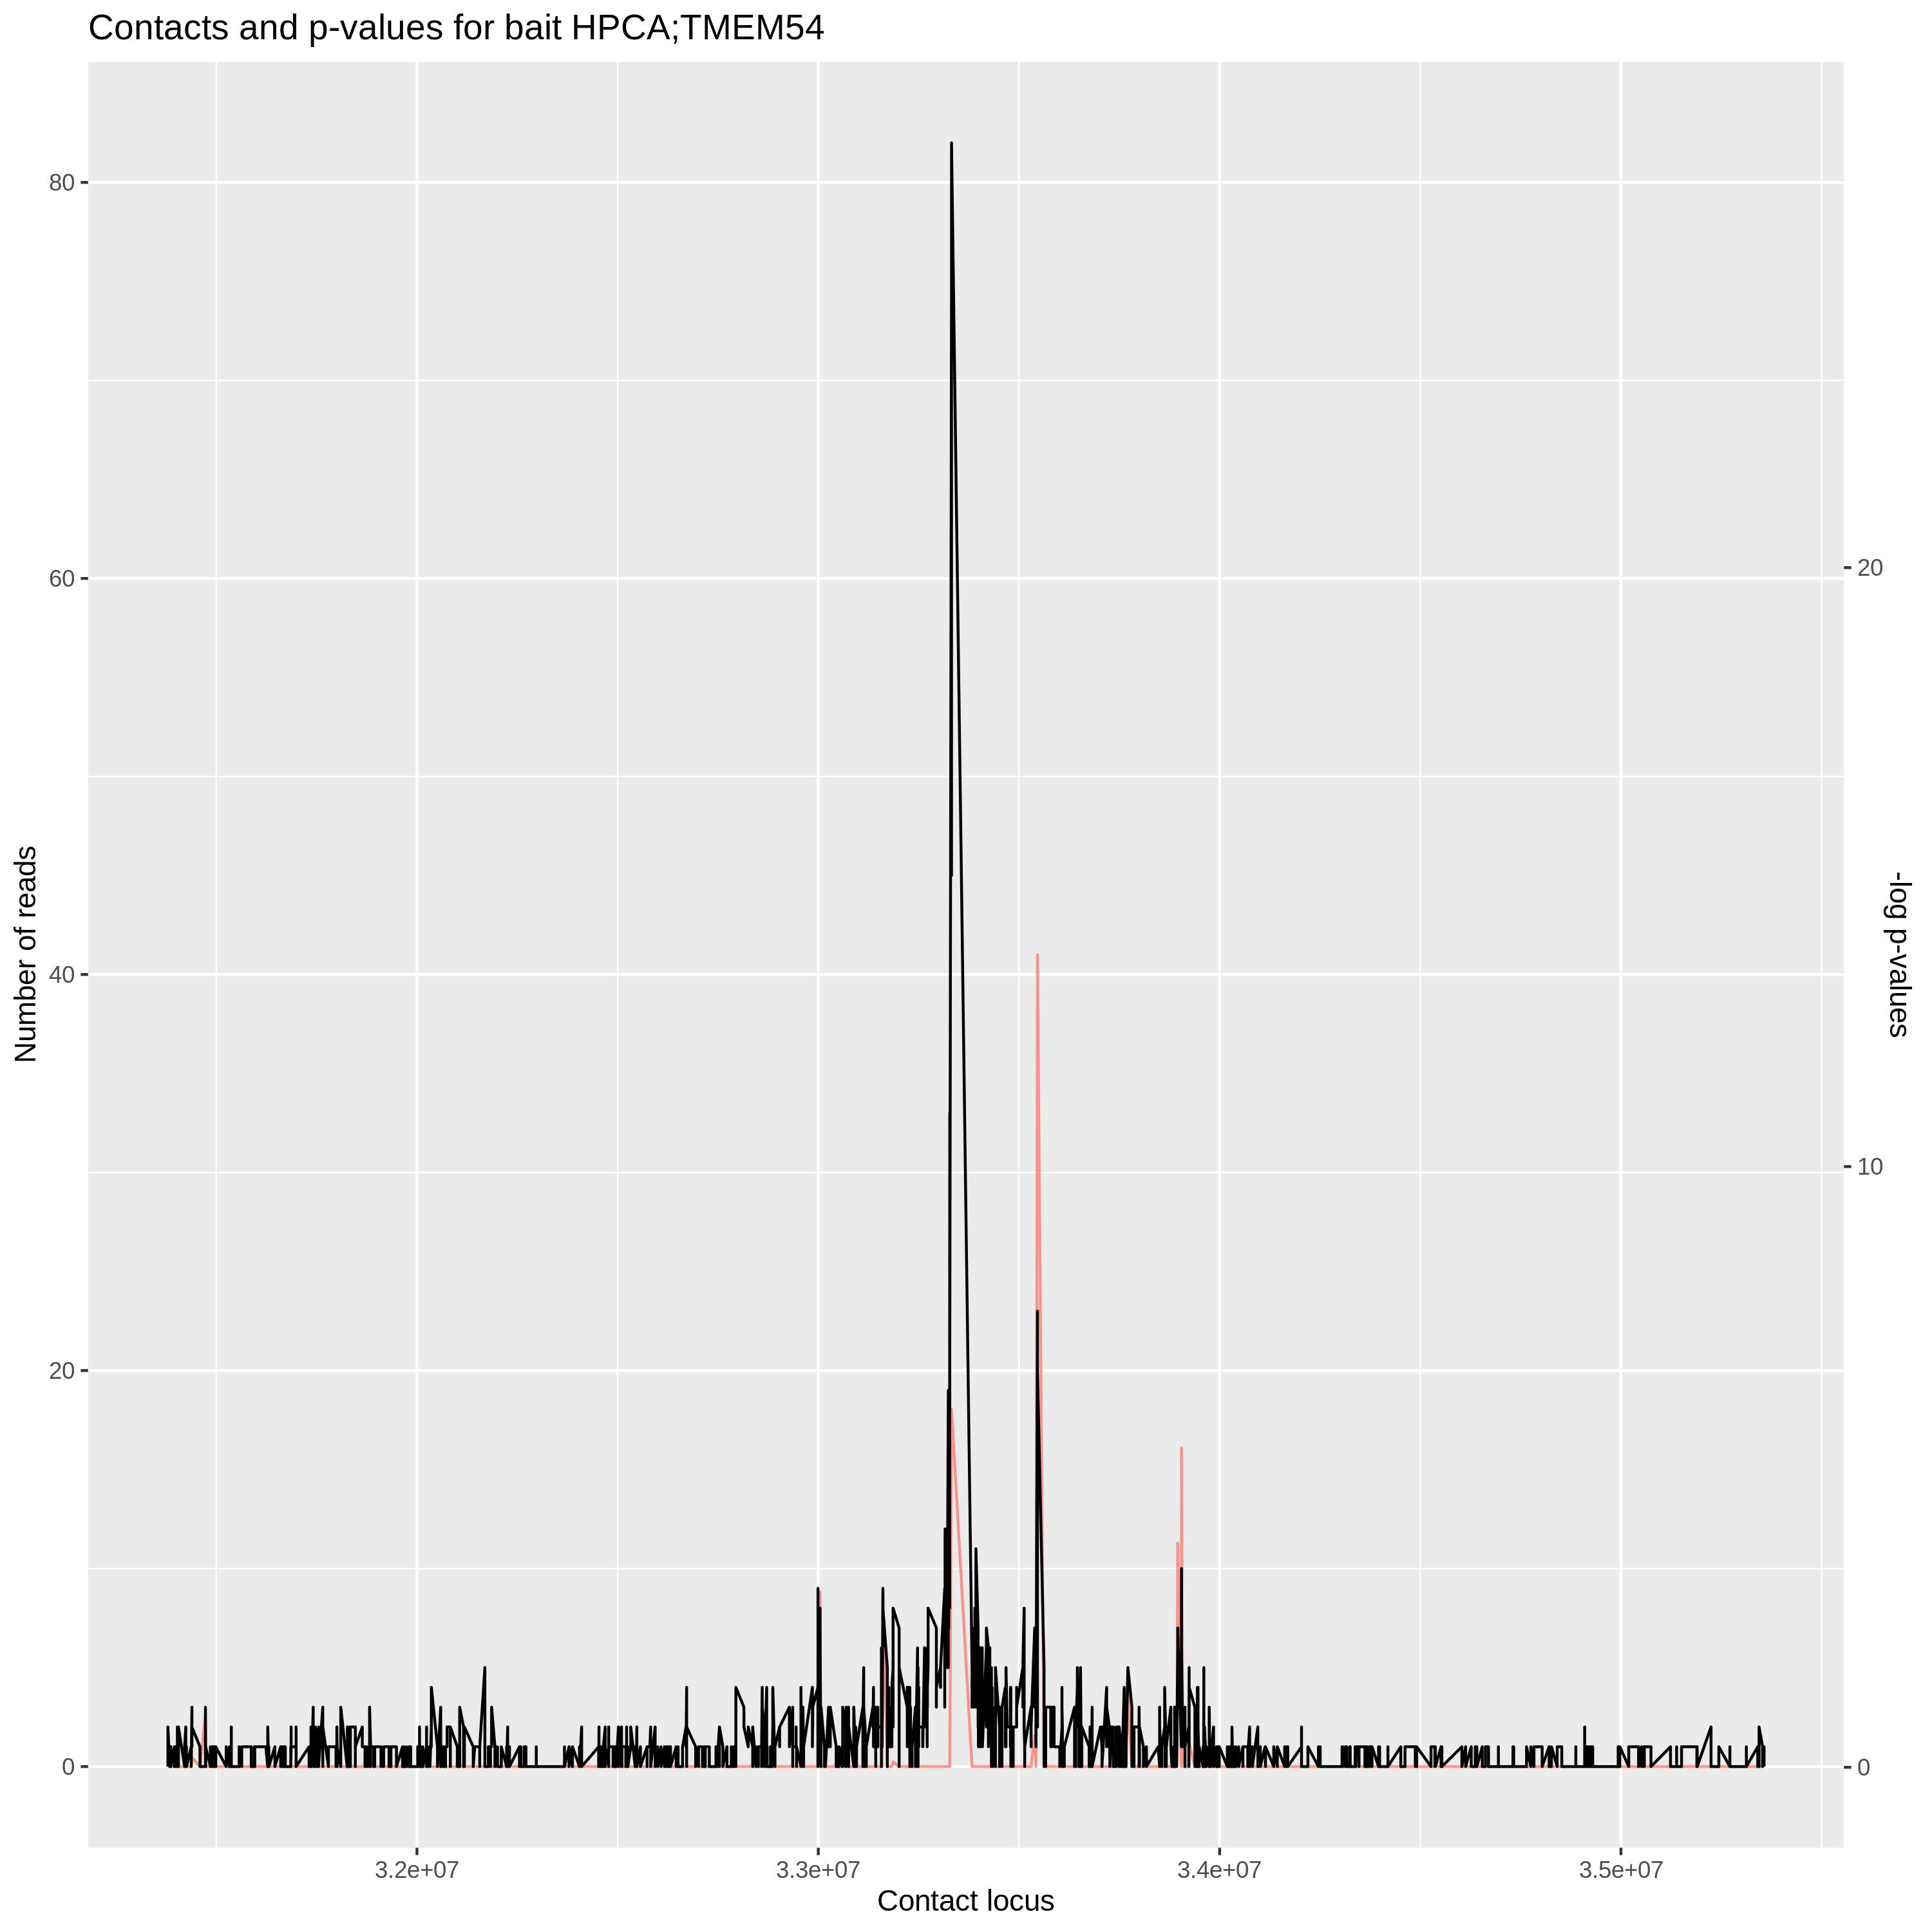 Contacts and p-values for bait HPCA;TMEM54
80
60
40
20
0
Number of reads
20
10
0
-log p-values
3.2e+07
3.3e+07
3.4e+07
3.5e+07
Contact locus